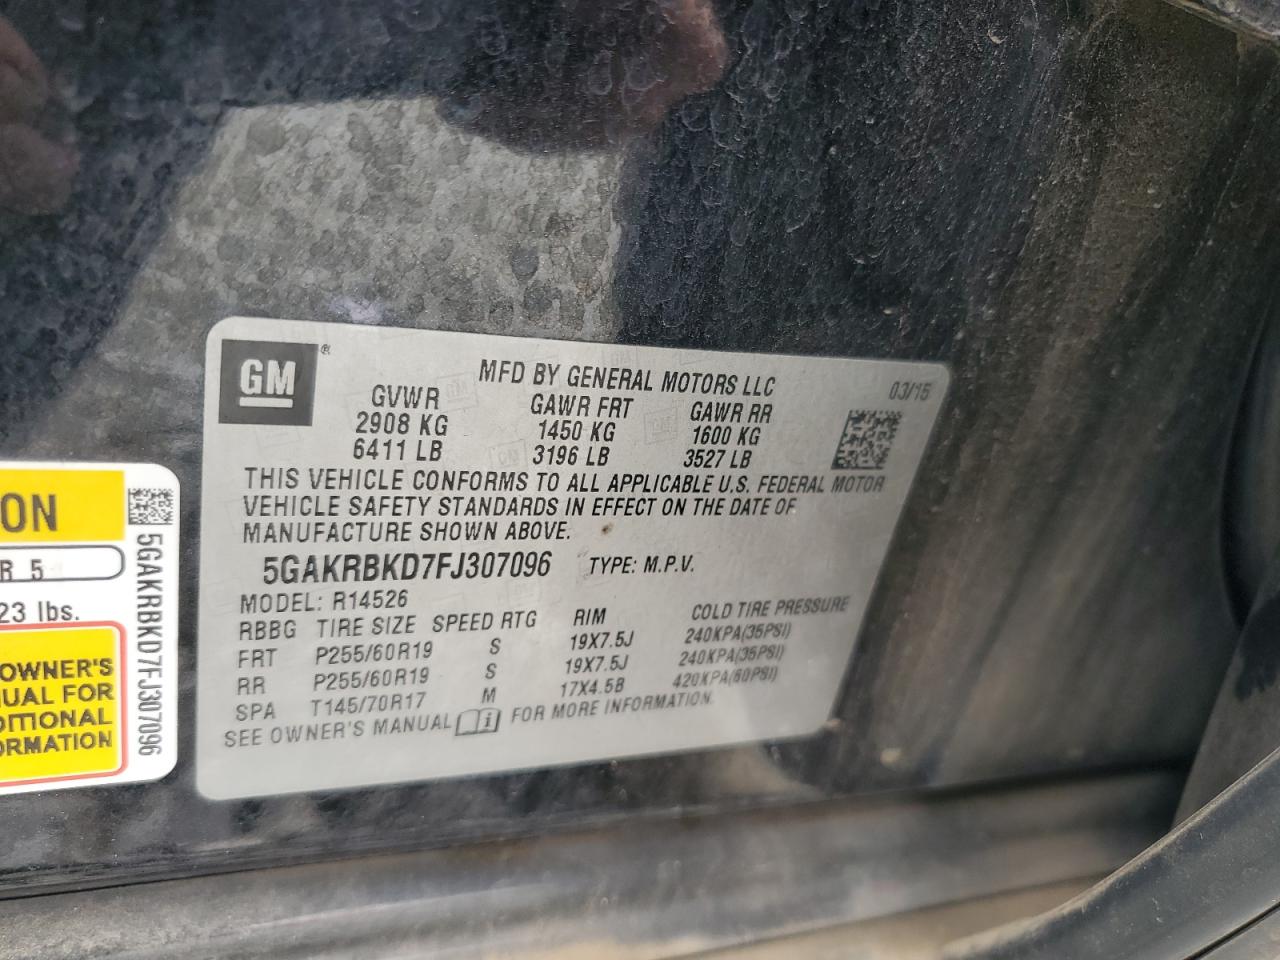 GM ®
MFD BY GENERAL MOTORS LLC
03/15
GVWR GAWR FRT GAWR RR
2908 KG 1450 KG 1600 KG
6411 LB 3196 LB 3527 LB
THIS VEHICLE CONFORMS TO ALL APPLICABLE U.S. FEDERAL MOTOR
VEHICLE SAFETY STANDARDS IN EFFECT ON THE DATE OF
MANUFACTURE SHOWN ABOVE.
5GAKRBKD7FJ307096 TYPE: M.P.V.
MODEL: R14526
RBBG TIRE SIZE SPEED RTG RIM COLD TIRE PRESSURE
FRT P255/60R19 S 19X7.5J 240KPA(35PSI)
RR P255/60R19 S 19X7.5J 240KPA(35PSI)
SPA T145/70R17 M 17X4.5B 420KPA(60PSI)
SEE OWNER'S MANUAL i FOR MORE INFORMATION.
ON
R 5
23 lbs.
OWNER'S
UAL FOR
DITIONAL
ORMATION
5GAKRBKD7FJ307096